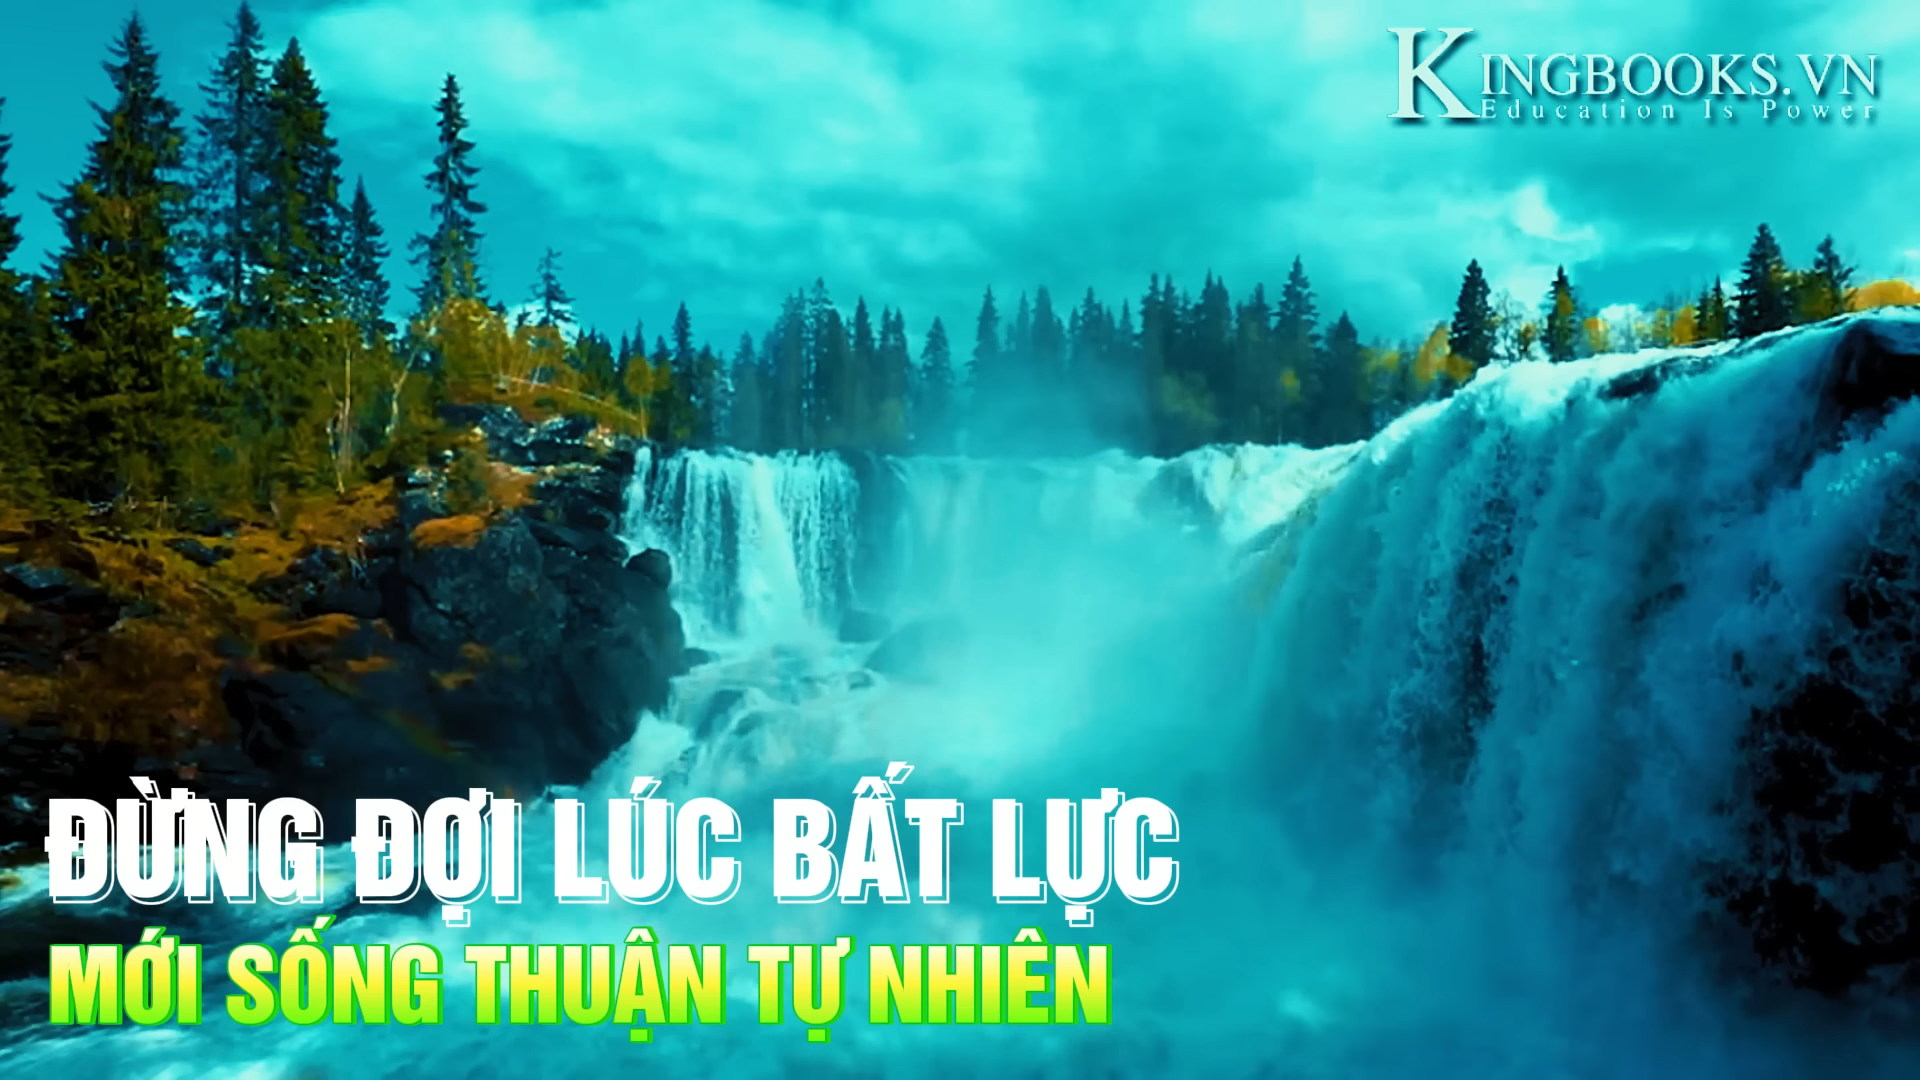 KINGBOOKS.VN
Education Is Power
ĐỪNG ĐỢI LÚC BẤT LỰC
MỚI SỐNG THUẬN TỰ NHIÊN